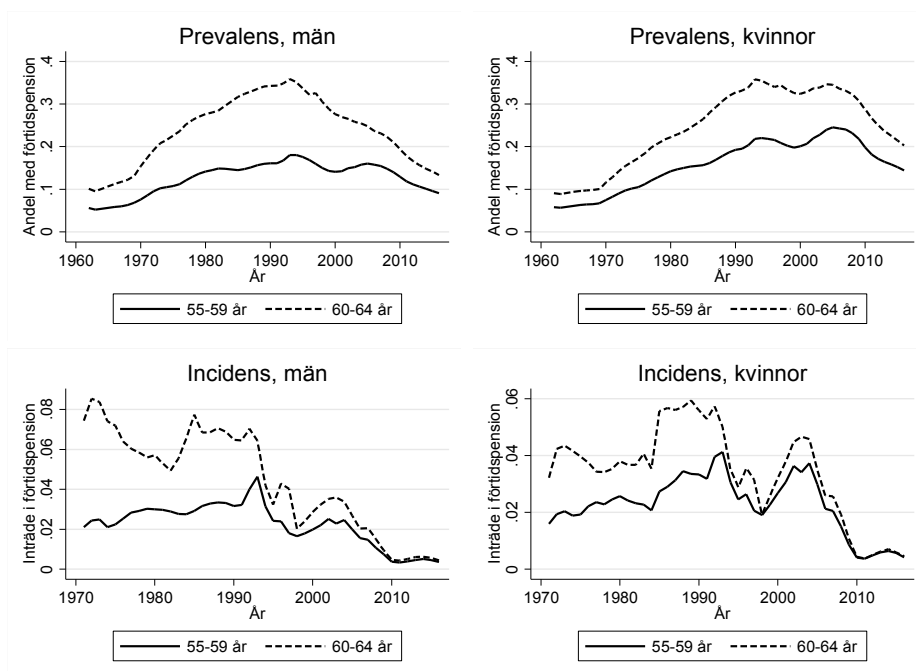 Prevalens, män
Andel med förtidspension
.4
.3
.2
.1
0
1960 1970 1980 1990 2000 2010
År
55-59 år 60-64 år
Prevalens, kvinnor
Andel med förtidspension
.4
.3
.2
.1
0
1960 1970 1980 1990 2000 2010
År
55-59 år 60-64 år
Incidens, män
Inträde i förtidspension
.08
.06
.04
.02
0
1970 1980 1990 2000 2010
År
55-59 år 60-64 år
Incidens, kvinnor
Inträde i förtidspension
.06
.04
.02
0
1970 1980 1990 2000 2010
År
55-59 år 60-64 år